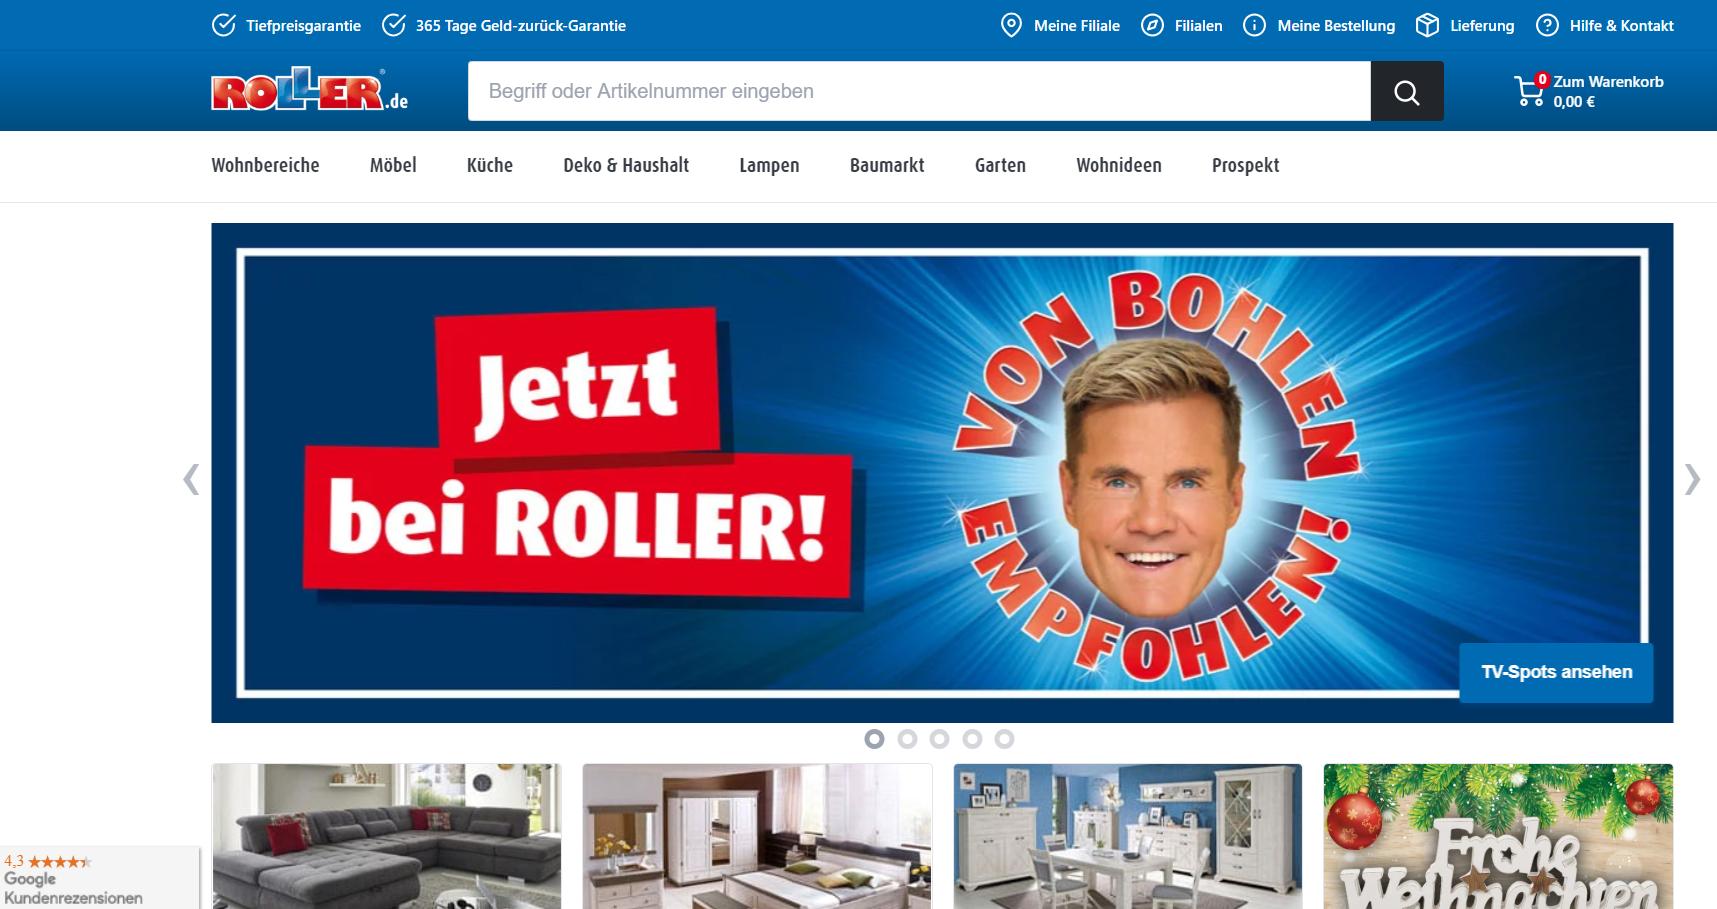 Tiefpreisgarantie
365 Tage Geld-zurück-Garantie
Meine Filiale
Filialen
Meine Bestellung
Lieferung
Hilfe & Kontakt
ROLLER®.de
Begriff oder Artikelnummer eingeben
0 Zum Warenkorb
0,00 €
Wohnbereiche
Möbel
Küche
Deko & Haushalt
Lampen
Baumarkt
Garten
Wohnideen
Prospekt
Jetzt
bei ROLLER!
VON BOHLEN
EMPFOHLEN!
TV-Spots ansehen
Frohe
Weihnachten
4,3
Google
Kundenrezensionen